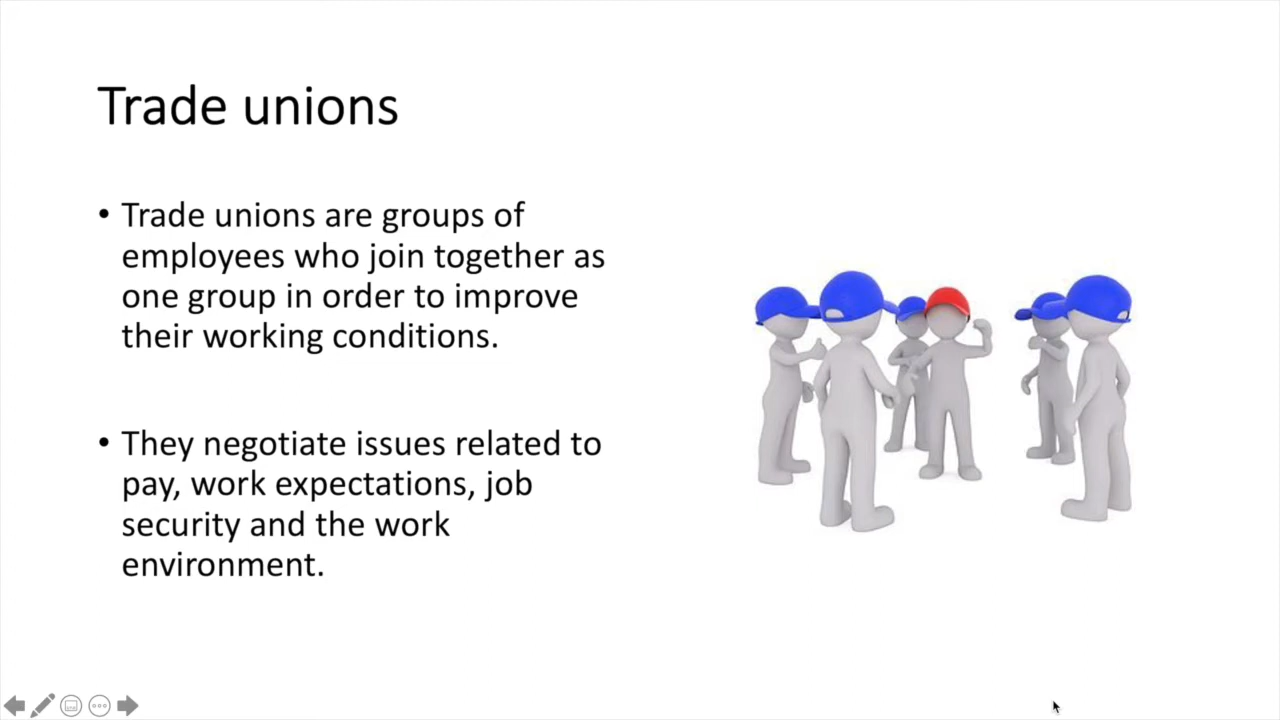 Trade unions
• Trade unions are groups of
employees who join together as
one group in order to improve
their working conditions.
• They negotiate issues related to
pay, work expectations, job
security and the work
environment.